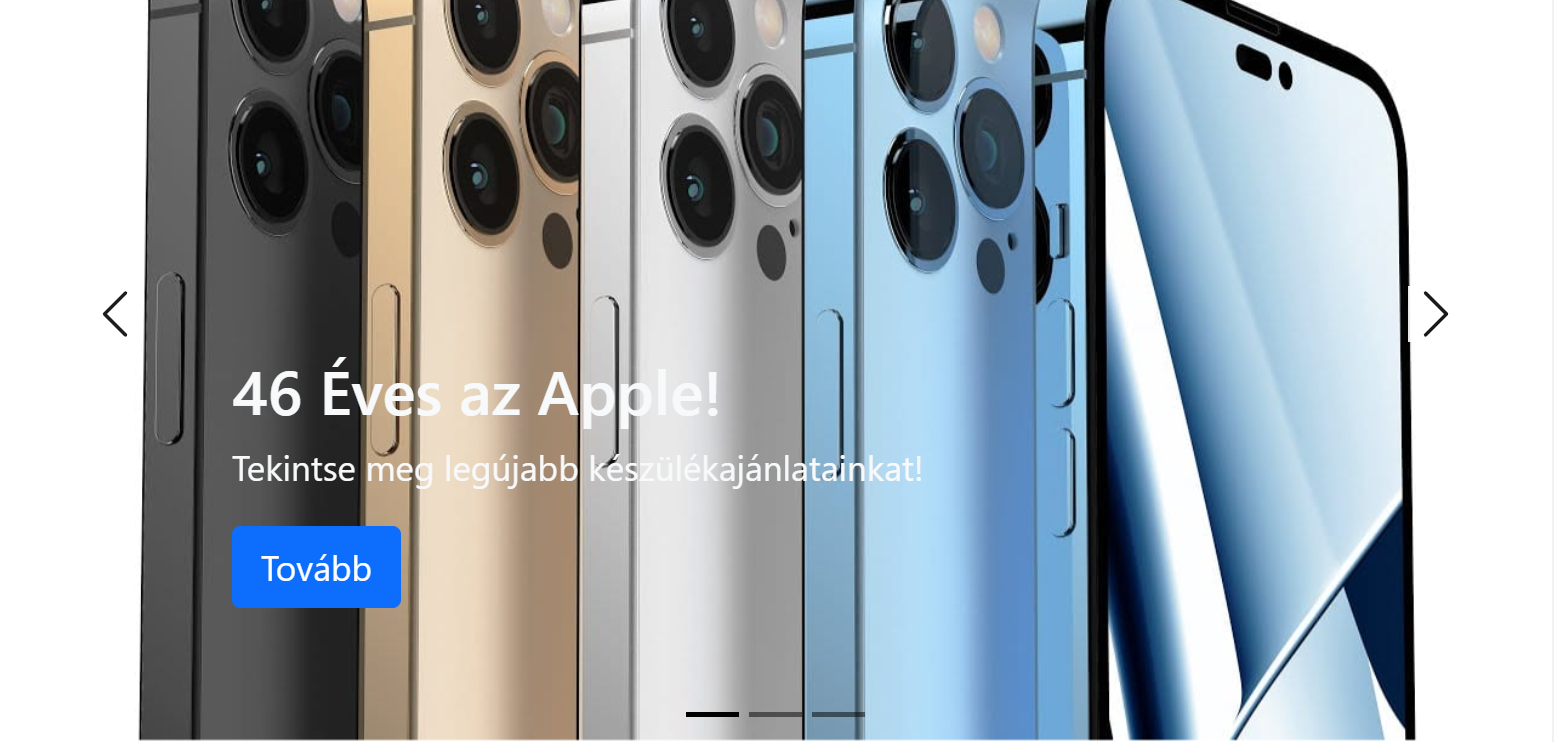 46 Éves az Apple!
Tekintse meg legújabb készülékajánlatainkat!
Tovább